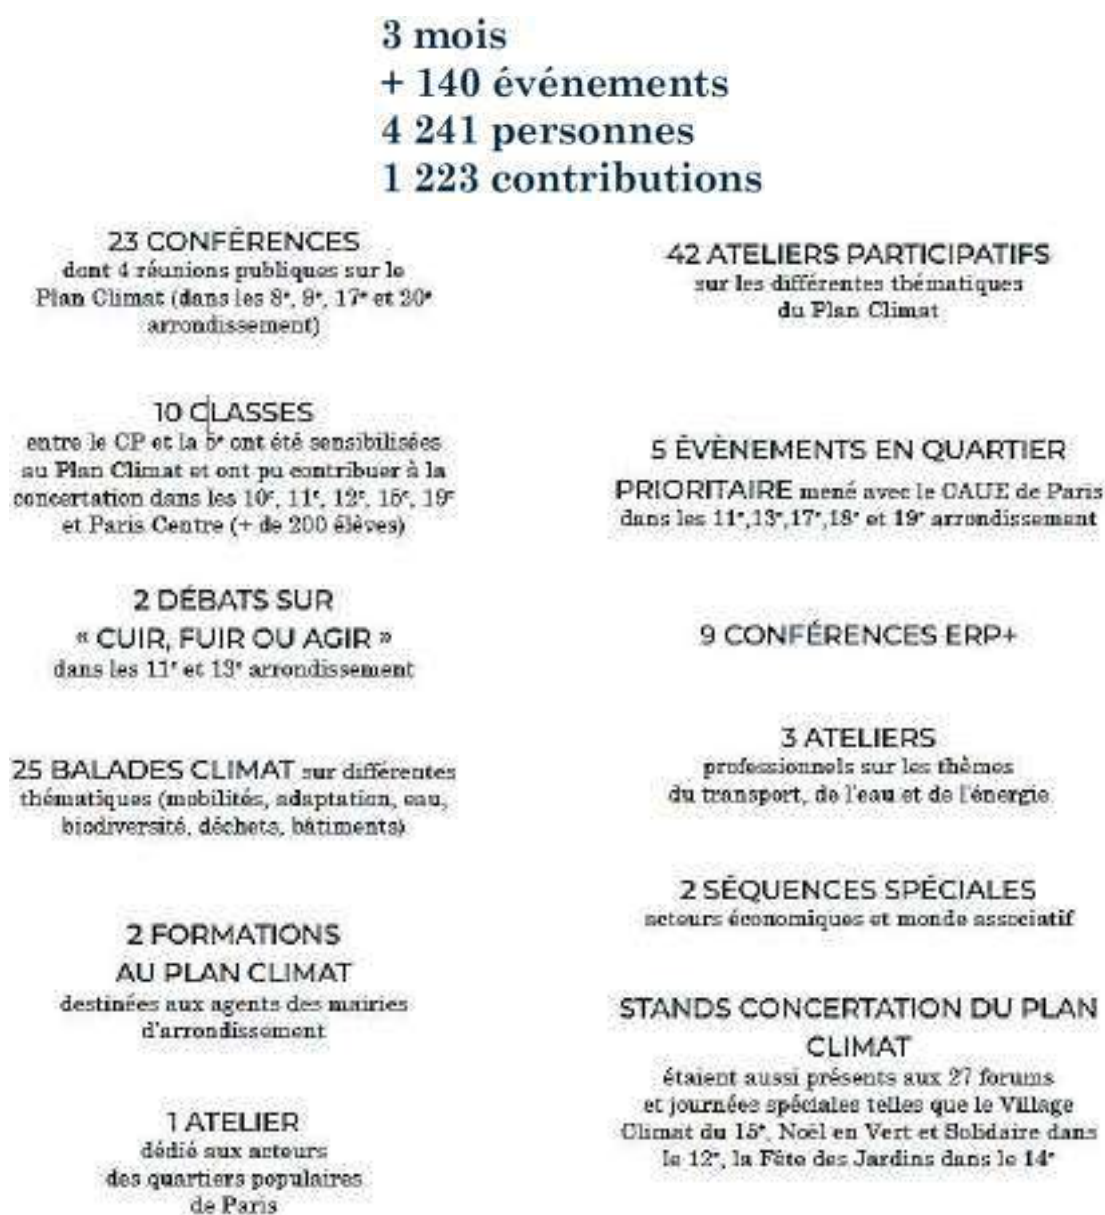 3 mois
+ 140 événements
4 241 personnes
1 223 contributions
23 CONFÉRENCES
dont 4 réunions publiques sur le
Plan Climat (dans les 8e, 9e, 17e et 20e
arrondissement)
10 CLASSES
entre le CP et la 5e ont été sensibilisées
au Plan Climat et ont pu contribuer à la
concertation dans les 10e, 11e, 12e, 15e, 19e
et Paris Centre (+ de 200 élèves)
2 DÉBATS SUR
« CUIR, FUIR OU AGIR »
dans les 11e et 13e arrondissement
25 BALADES CLIMAT sur différentes
thématiques (mobilités, adaptation, eau,
biodiversité, déchets, bâtiments)
2 FORMATIONS
AU PLAN CLIMAT
destinées aux agents des mairies
d'arrondissement
1 ATELIER
dédié aux acteurs
des quartiers populaires
de Paris
42 ATELIERS PARTICIPATIFS
sur les différentes thématiques
du Plan Climat
5 ÉVÈNEMENTS EN QUARTIER
PRIORITAIRE mené avec le CAUE de Paris
dans les 11e,13e,17e,18e et 19e arrondissement
9 CONFÉRENCES ERP+
3 ATELIERS
professionnels sur les thèmes
du transport, de l'eau et de l'énergie
2 SÉQUENCES SPÉCIALES
acteurs économiques et monde associatif
STANDS CONCERTATION DU PLAN
CLIMAT
étaient aussi présents aux 27 forums
et journées spéciales telles que le Village
Climat du 15e, Noël en Vert et Solidaire dans
le 12e, la Fête des Jardins dans le 14e